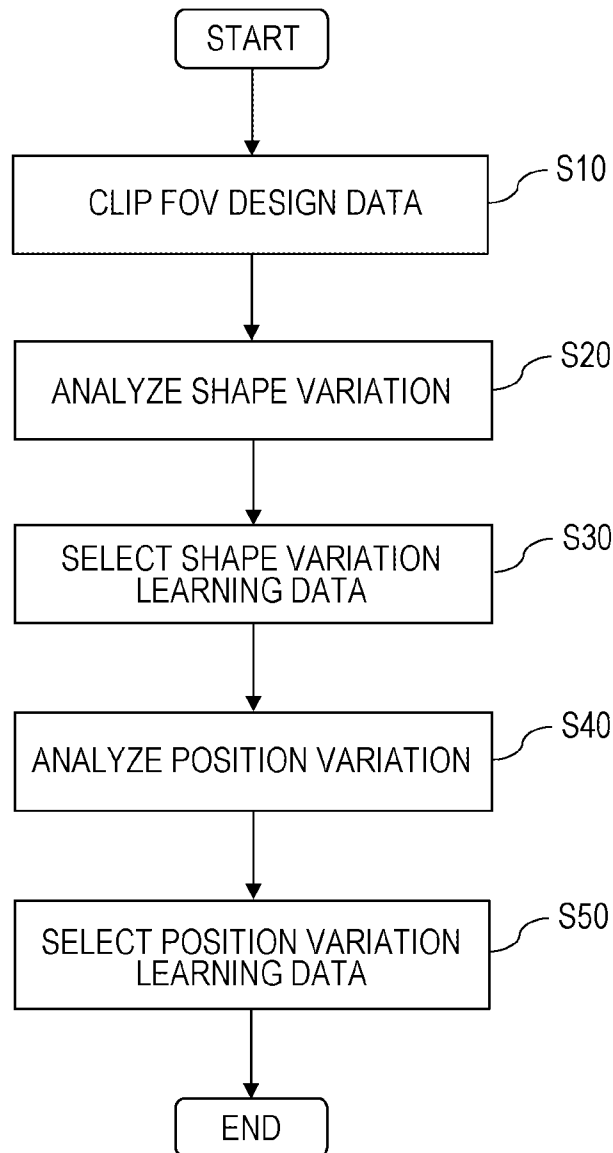 START
CLIP FOV DESIGN DATA
S10
ANALYZE SHAPE VARIATION
S20
SELECT SHAPE VARIATION
LEARNING DATA
S30
ANALYZE POSITION VARIATION
S40
SELECT POSITION VARIATION
LEARNING DATA
S50
END